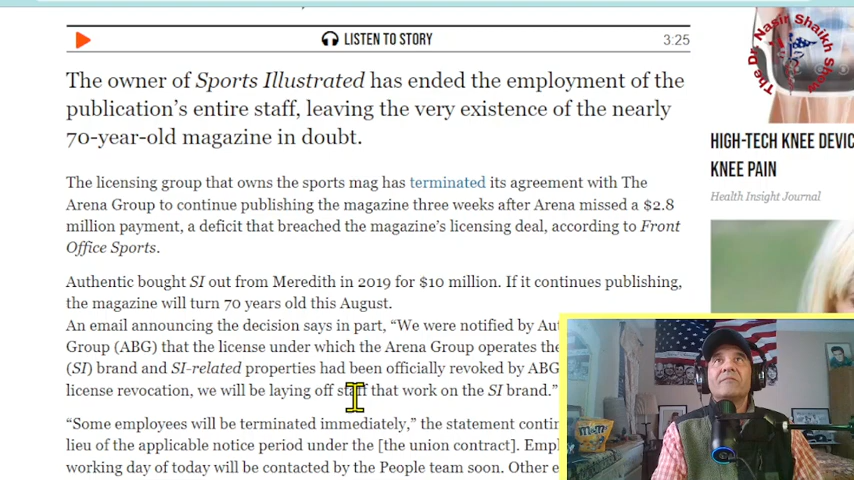 LISTEN TO STORY
3:25
The owner of Sports Illustrated has ended the employment of the
publication's entire staff, leaving the very existence of the nearly
70-year-old magazine in doubt.
The licensing group that owns the sports mag has terminated its agreement with The
Arena Group to continue publishing the magazine three weeks after Arena missed a $2.8
million payment, a deficit that breached the magazine's licensing deal, according to Front
Office Sports.
Authentic bought SI out from Meredith in 2019 for $10 million. If it continues publishing,
the magazine will turn 70 years old this August.
An email announcing the decision says in part, “We were notified by Aut
Group (ABG) that the license under which the Arena Group operates the
(SI) brand and SI-related properties had been officially revoked by ABG
license revocation, we will be laying off staff that work on the SI brand.”
“Some employees will be terminated immediately,” the statement contin
lieu of the applicable notice period under the [the union contract]. Empl
working day of today will be contacted by the People team soon. Other e
The Dr. Nasir Shaikh Show
HIGH-TECH KNEE DEVIC
KNEE PAIN
Health Insight Journal
m&m's